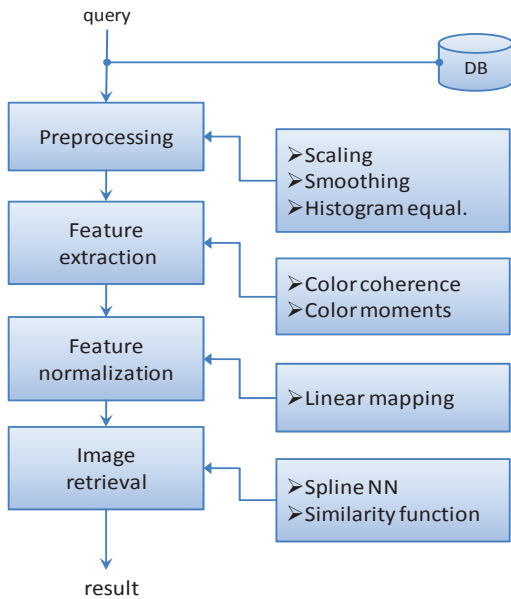 query
DB
Preprocessing
➢Scaling
➢Smoothing
➢Histogram equal.
Feature
extraction
➢Color coherence
➢Color moments
Feature
normalization
➢Linear mapping
Image
retrieval
➢Spline NN
➢Similarity function
result